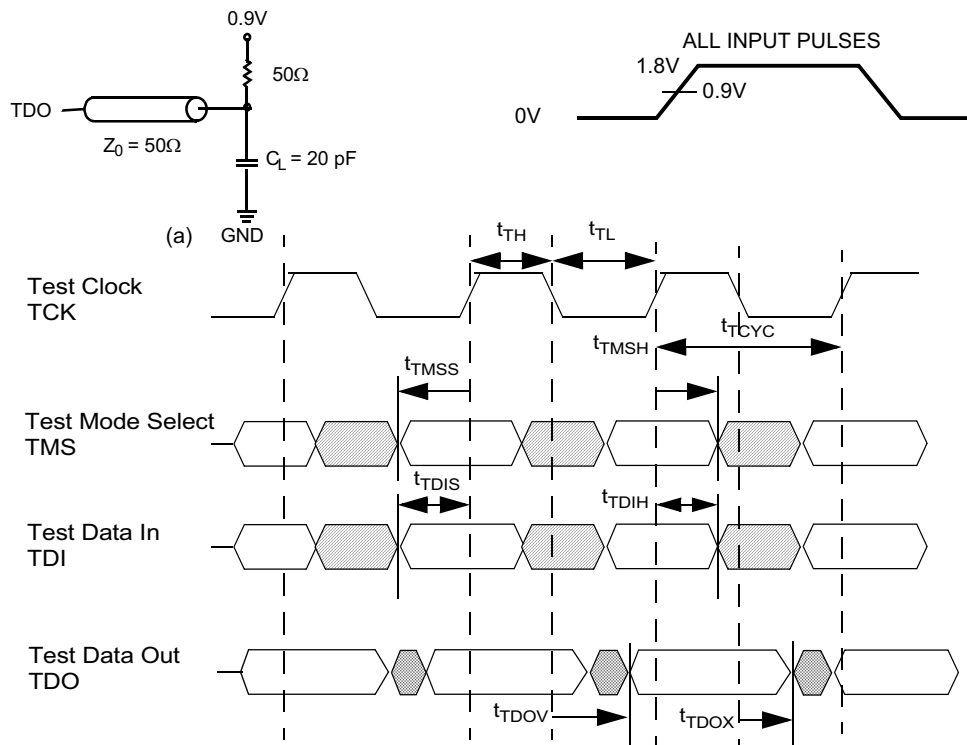 0.9V
ALL INPUT PULSES
50Ω
1.8V
0.9V
TDO
0V
Z0 = 50Ω
CL = 20 pF
(a)
GND
tTH
tTL
Test Clock
TCK
tTCYC
tTMSH
tTMSS
Test Mode Select
TMS
tTDIS
tTDIH
Test Data In
TDI
Test Data Out
TDO
tTDOV
tTDOX